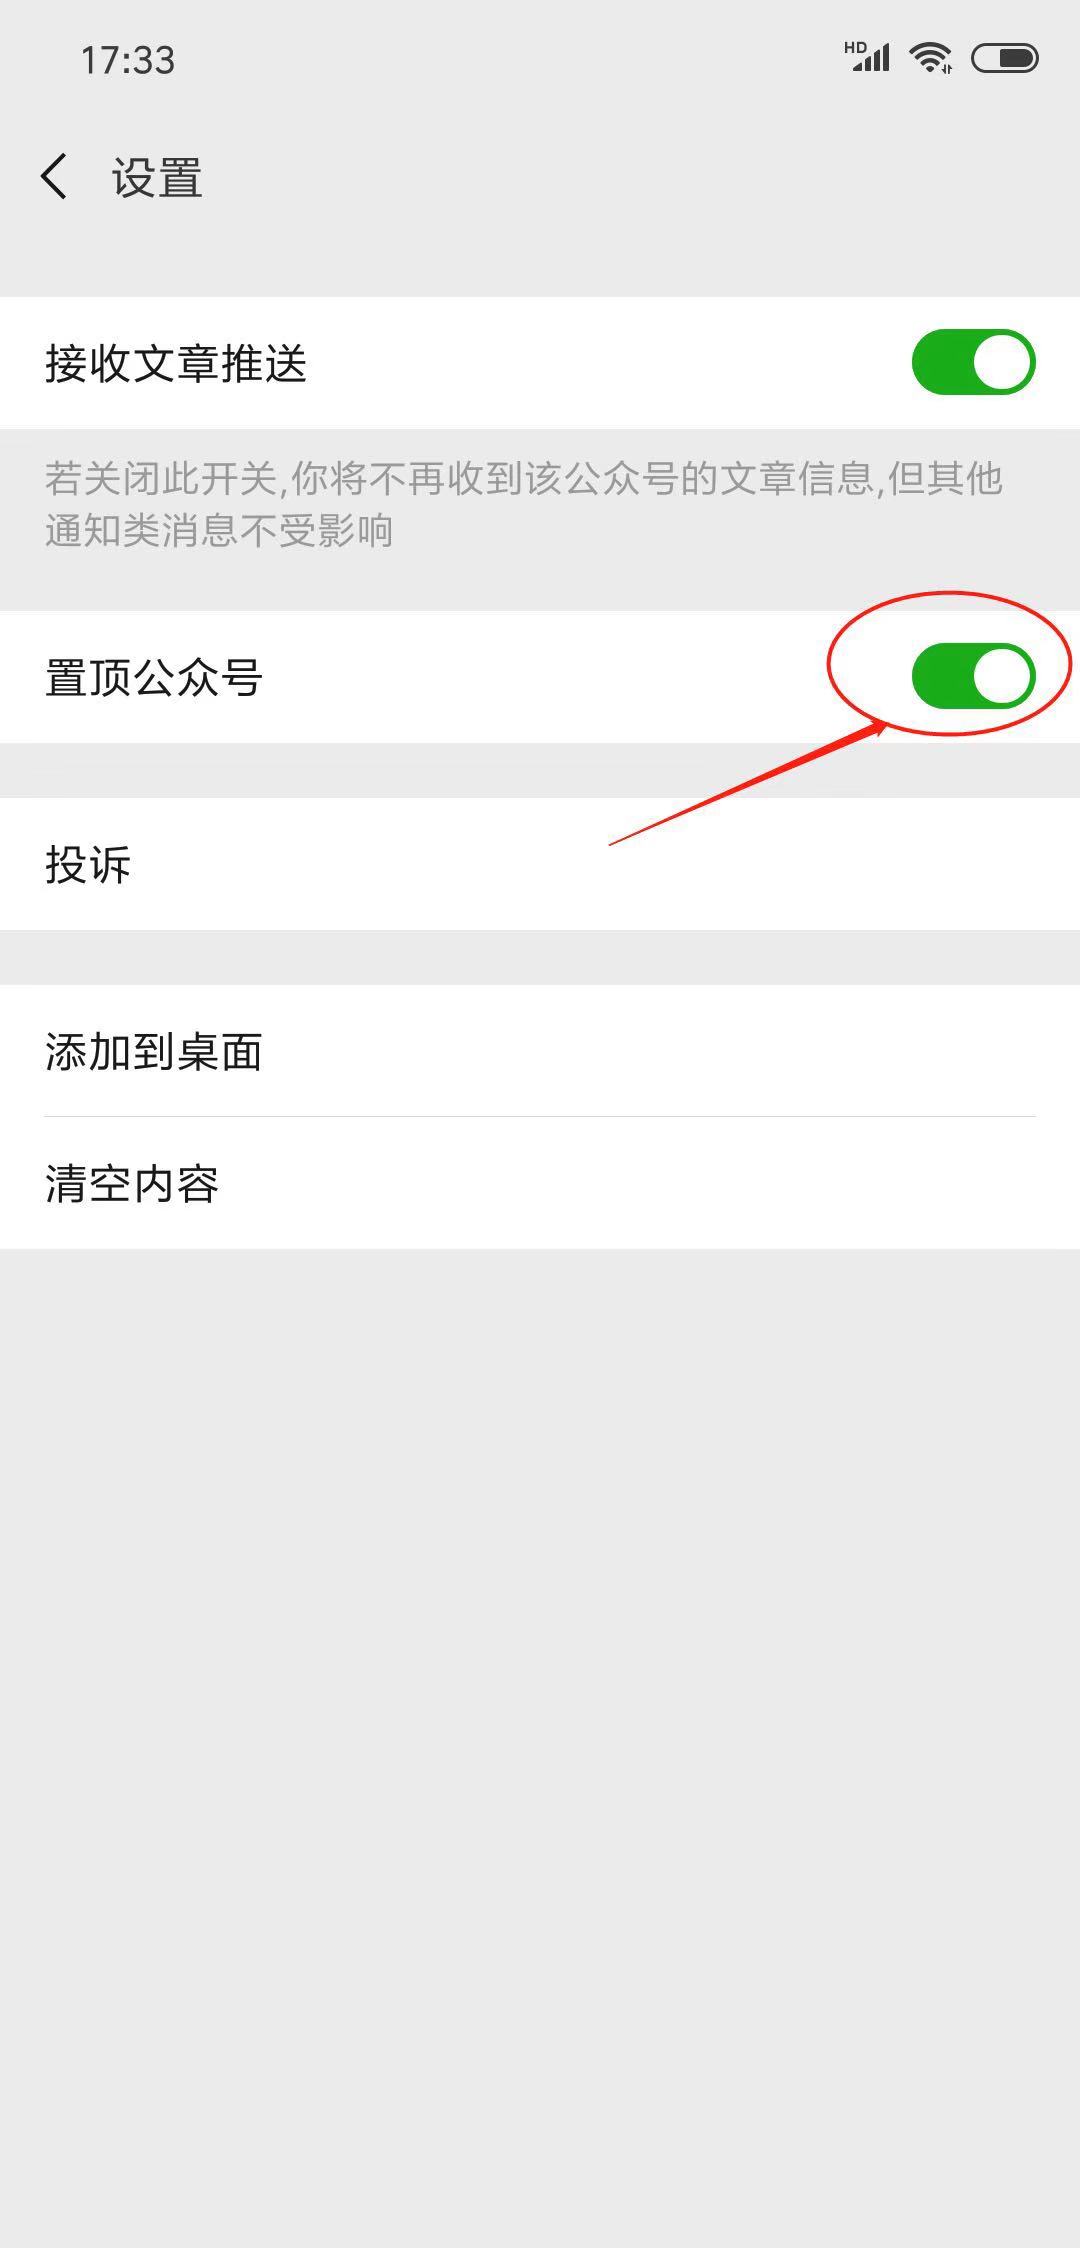 17:33
HD
设置
接收文章推送
若关闭此开关,你将不再收到该公众号的文章信息,但其他
通知类消息不受影响
置顶公众号
投诉
添加到桌面
清空内容